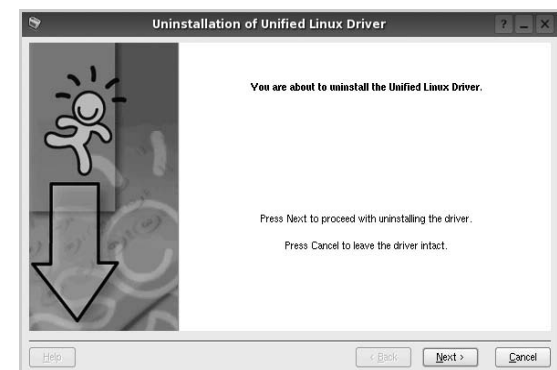 Uninstallation of Unified Linux Driver
You are about to uninstall the Unified Linux Driver.
Press Next to proceed with uninstalling the driver.
Press Cancel to leave the driver intact.
Help
< Back
Next >
Cancel